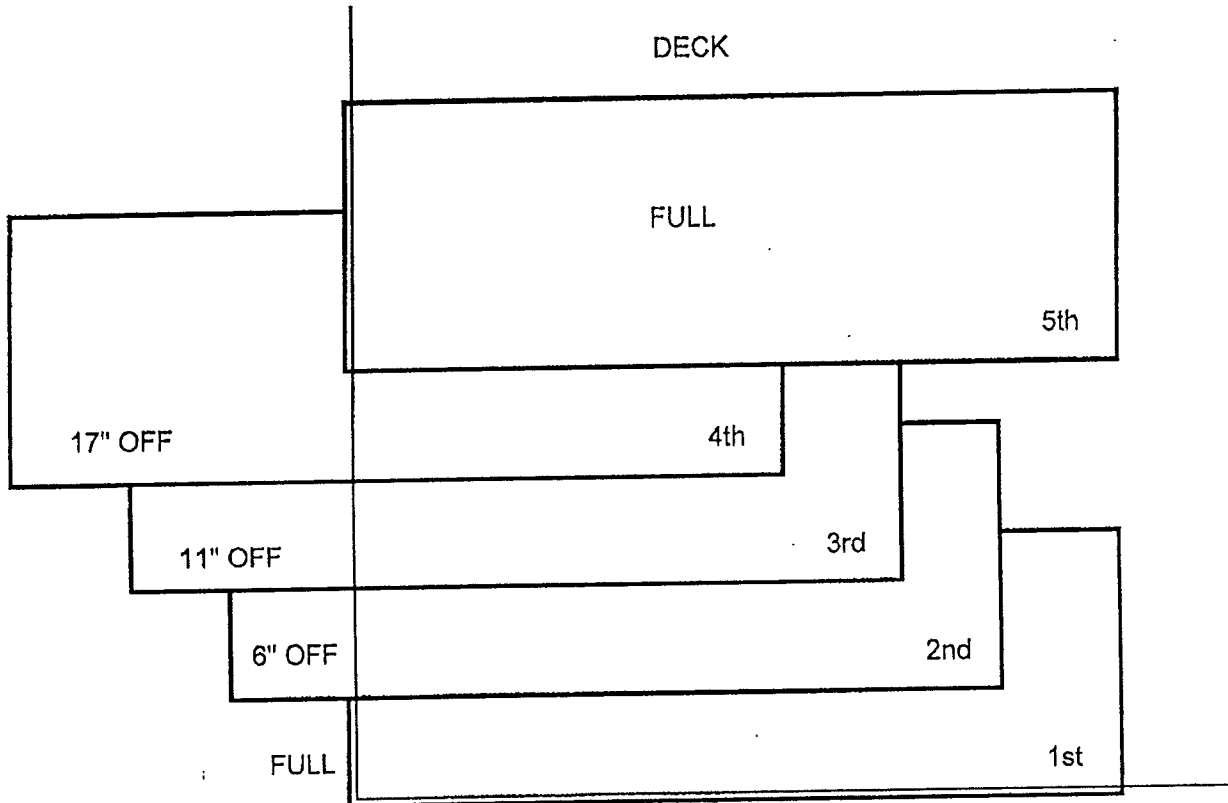 DECK
FULL
5th
17" OFF
4th
11" OFF
3rd
6" OFF
2nd
FULL
1st